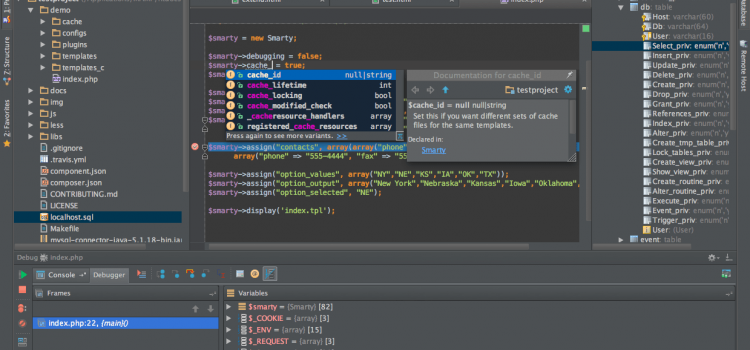 testproject
demo
cache
configs
plugins
templates
templates_c
index.php
docs
img
js
less
libs
.gitignore
.travis.yml
component.json
composer.json
CONTRIBUTING.md
LICENSE
localhost.sql
Makefile
mysql-connector-java-5.1.18-bin.jar
Z: Structure
2: Favorites
index.php
$smarty = new Smarty;
$smarty->debugging = false;
$smarty->cache_ = true;
cache_id null|string
cache_lifetime int
cache_locking bool
cache_modified_check bool
_cacheresource_handlers array
registered_cache_resources array
Press again to see more variants. >>
Documentation for cache_id
testproject
$cache_id = null null|string
Set this if you want different sets of cache
files for the same templates.
Declared in:
Smarty
$smarty->assign("contacts", array(array("phone"
array("phone" => "555-4444", "fax" => "55
$smarty->assign("option_values", array("NY","NE","KS","IA","OK","TX"));
$smarty->assign("option_output", array("New York","Nebraska","Kansas","Iowa","Oklahoma",
$smarty->assign("option_selected", "NE");
$smarty->display('index.tpl');
db: table
Host: varchar(60)
Db: varchar(64)
User: varchar(16)
Select_priv: enum('n','y
Insert_priv: enum('n','y
Update_priv: enum('n',
Delete_priv: enum('n',
Create_priv: enum('n',
Drop_priv: enum('n','y
Grant_priv: enum('n','
References_priv: enum(
Index_priv: enum('n','
Alter_priv: enum('n','
Create_tmp_table_priv:
Lock_tables_priv: enum
Create_view_priv: enum
Show_view_priv: enum(
Create_routine_priv: e
Alter_routine_priv: enu
Execute_priv: enum('n'
Event_priv: enum('n','y
Trigger_priv: enum('n',
User: (User)
event: table
Database
Remote Host
Debug index.php
Console
Debugger
Frames
index.php:22, {main}()
Variables
$smarty = {Smarty} [82]
$_COOKIE = {array} [3]
$_ENV = {array} [15]
$_REQUEST = {array} [3]